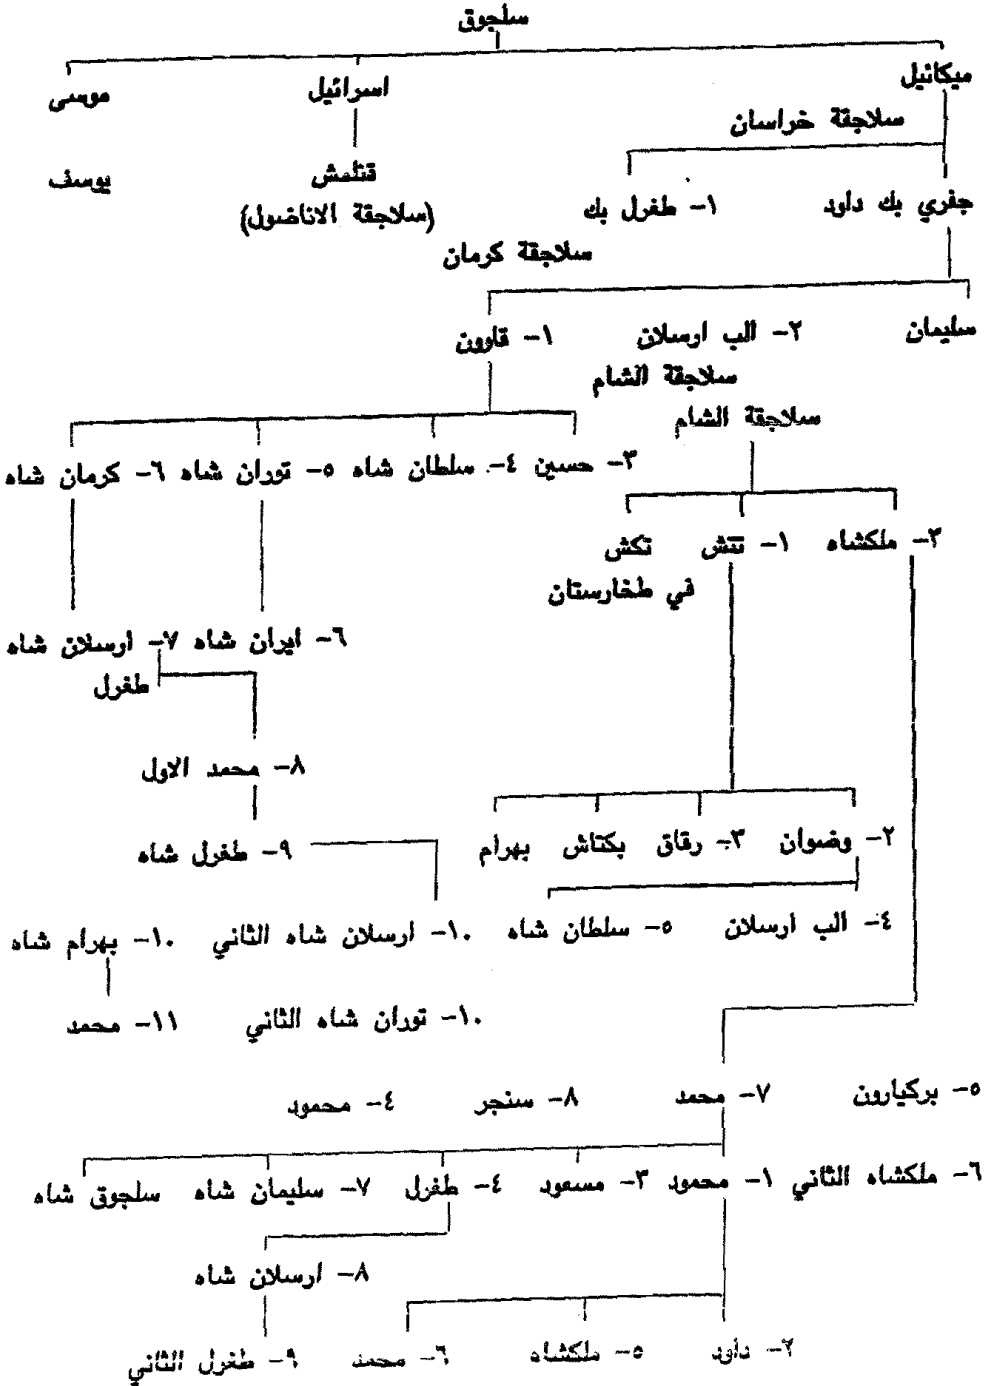 سلجوق
ميكائيل اسرائيل موسى
سلاجقة خراسان
قتلمش يوسف
جفري بك داود ١- طغرل بك (سلاجقة الاناضول)
سلاجقة كرمان
سليمان ٢- الب ارسلان ١- قاوون
سلاجقة الشام
سلاجقة الشام
٣- حسين ٤- سلطان شاه ٥- توران شاه ٦- كرمان شاه
٣- ملكشاه ١- تتش تكش
في طخارستان
٦- ايران شاه ٧- ارسلان شاه
طغرل
٨- محمد الاول
٢- وضوان ٣- رقاق بكتاش بهرام
٩- طغرل شاه
٤- الب ارسلان ٥- سلطان شاه ١٠- ارسلان شاه الثاني ١٠- بهرام شاه
١٠- توران شاه الثاني ١١- محمد
٥- بركيارون ٧- محمد ٨- سنجر ٤- محمود
٦- ملكشاه الثاني ١- محمود ٣- مسعود ٤- طغرل ٧- سليمان شاه سلجوق شاه
٨- ارسلان شاه
٢- داود ٥- ملكشاه ٦- محمد ٩- طغرل الثاني